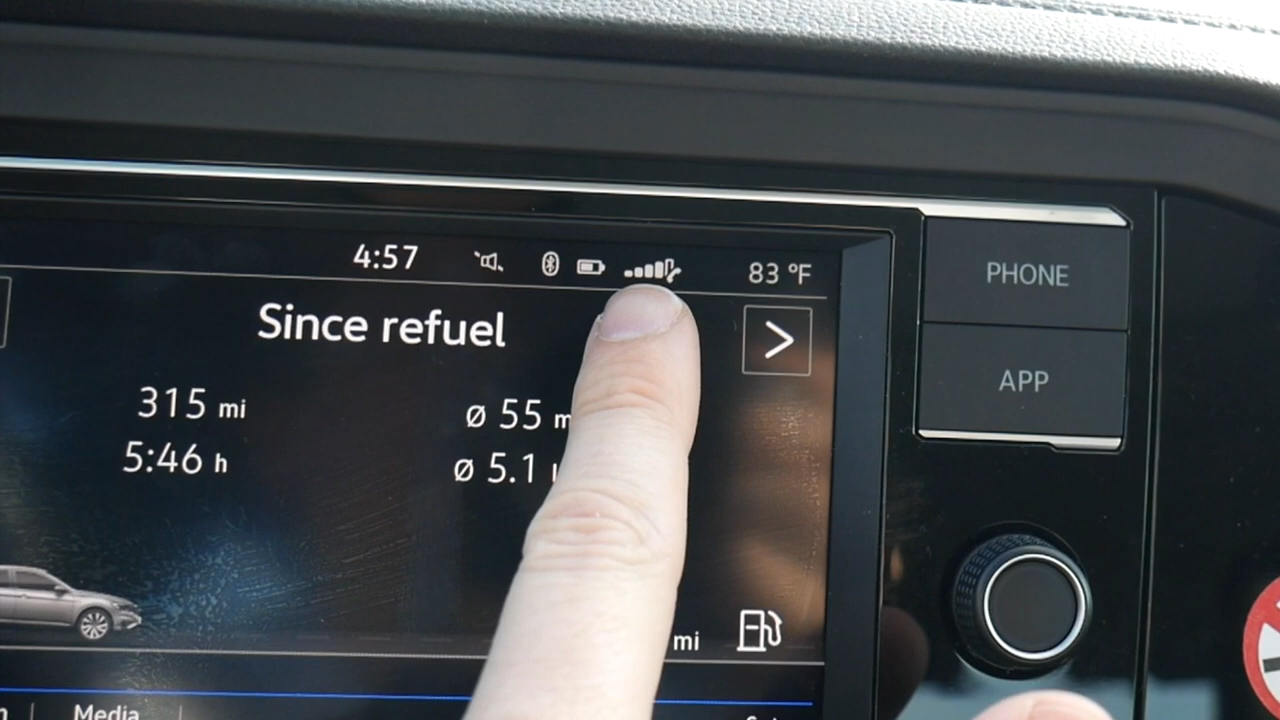 4:57 83 °F
PHONE
Since refuel >
APP
315 mi ø 55
5:46 h ø 5.1
mi
Media